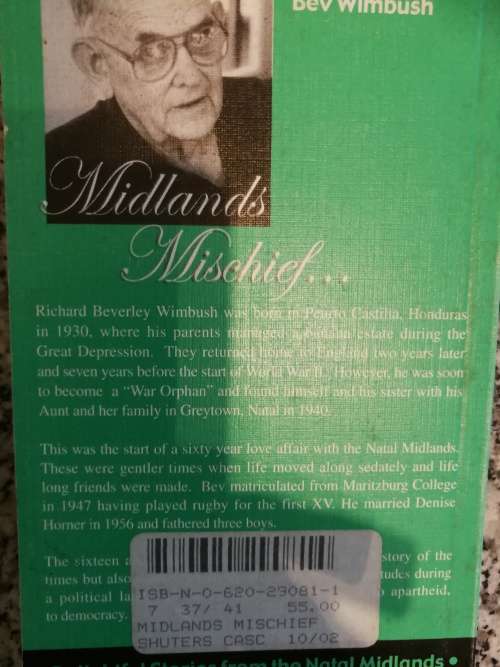 Bev Wimbush
Midlands
Mischief...
Richard Beverley Wimbush was born in Puerto Castilia, Honduras
in 1930, where his parents managed a banana estate during the
Great Depression. They returned home to England two years later
and seven years before the start of World War II. However, he was soon
to become a "War Orphan" and found himself and his sister with his
Aunt and her family in Greytown, Natal in 1940.
This was the start of a sixty year love affair with the Natal Midlands.
These were gentler times when life moved along sedately and life
long friends were made. Bev matriculated from Maritzburg College
in 1947 having played rugby for the first XV. He married Denise
Horner in 1956 and fathered three boys.
The sixteen story of the
times but also during
a political apartheid,
to democracy.
ISBN-N-0-620-29081-1
7 37/ 41 55.00
MIDLANDS MISCHIEF
SHUTERS CASC 10/02
Stories from the Natal Midlands •